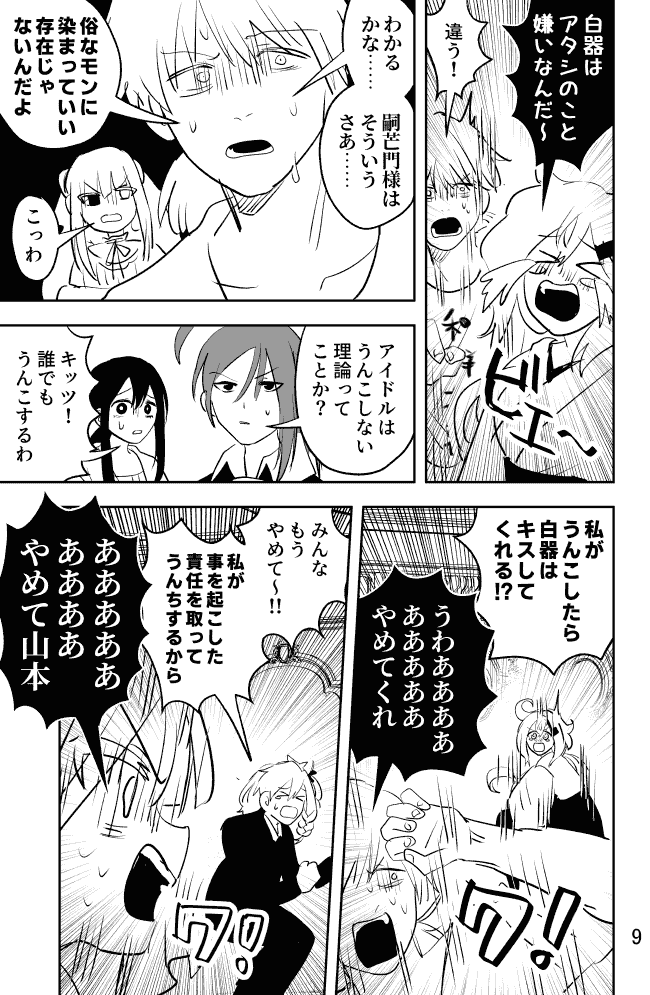 白器は
アタシのこと
嫌いなんだ〜
違う！
ビエ〜
わかる
かな……
嗣芒門様は
そういう
さあ……
俗なモンに
染まっていい
存在じゃ
ないんだよ
こっわ
アイドルは
うんこしない
理論って
ことか？
キッツ！
誰でも
うんこするわ
私が
うんこしたら
白器は
キスして
くれる!?
うわああああ
ああああああ
やめてくれ
ワ！
みんな
もう
やめて〜!!
私が
事を起こした
責任を取って
うんちするから
ああああああ
ああああ
やめて山本
ワ！
9